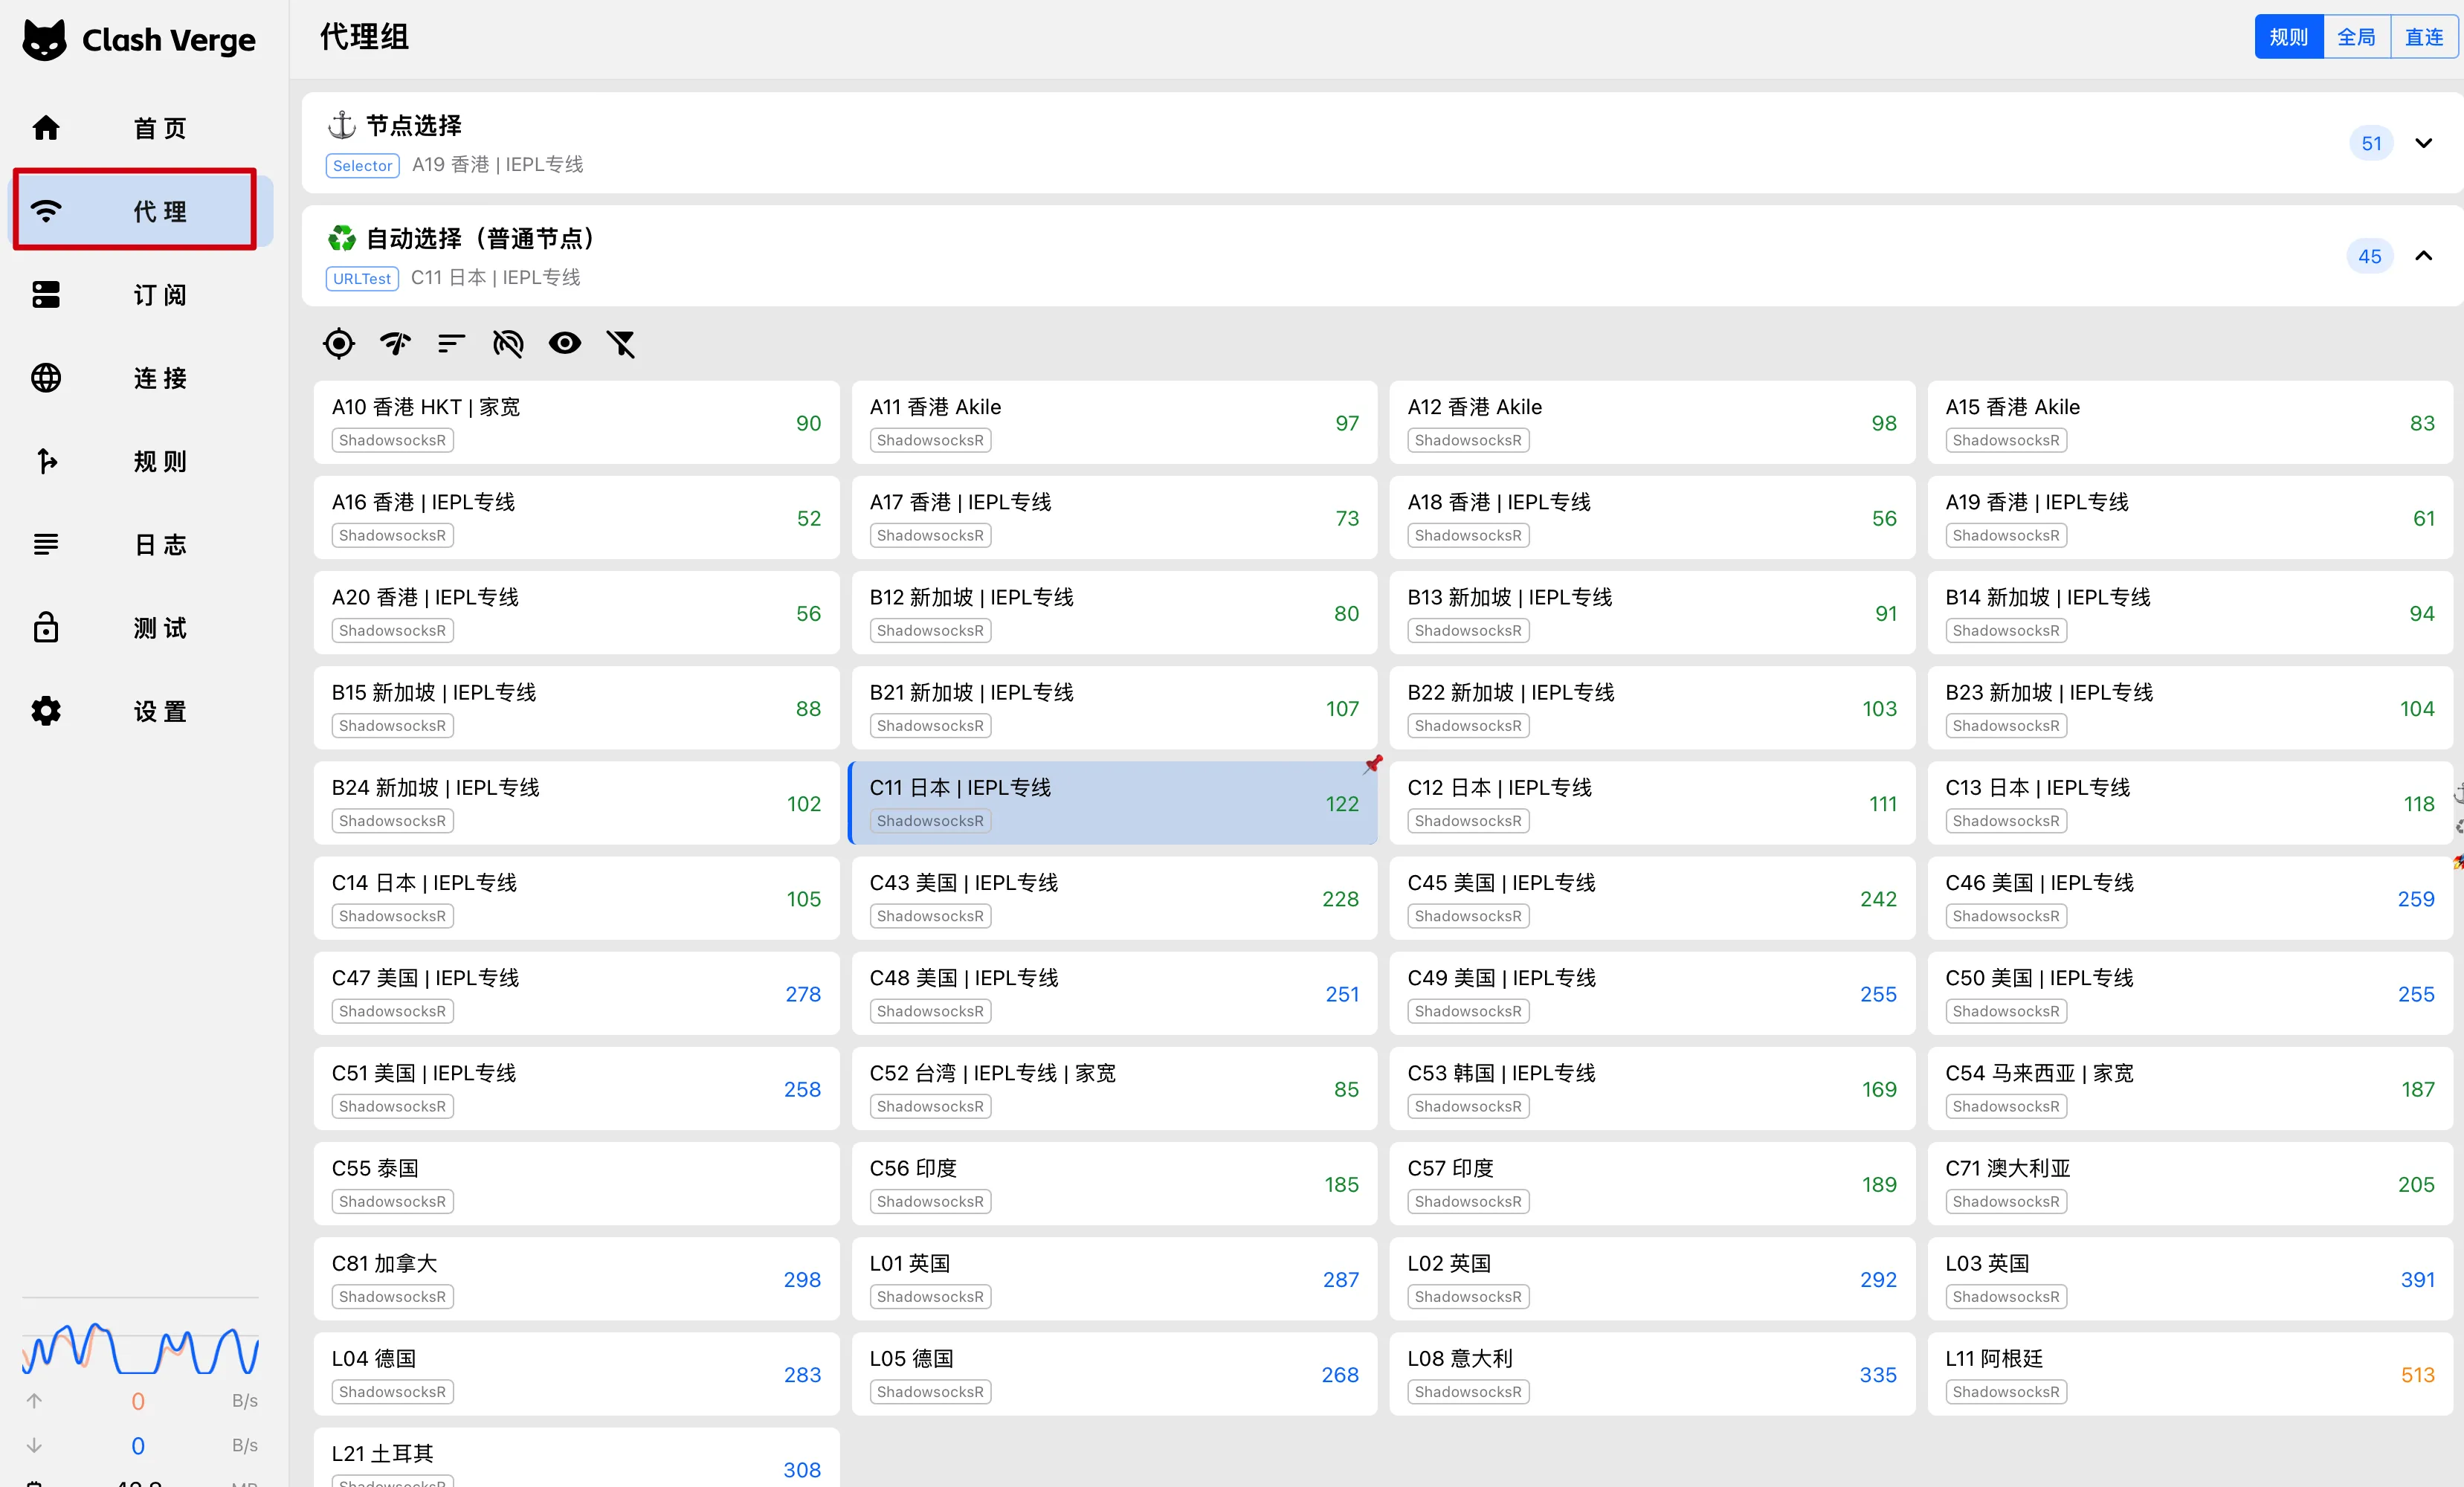 Clash Verge
首页
代理
订阅
连接
规则
日志
测试
设置
0 B/s
0 B/s
代理组
规则 全局 直连
节点选择
Selector A19 香港 | IEPL专线
51
自动选择（普通节点）
URLTest C11 日本 | IEPL专线
45
A10 香港 HKT | 家宽
ShadowsocksR
90
A11 香港 Akile
ShadowsocksR
97
A12 香港 Akile
ShadowsocksR
98
A15 香港 Akile
ShadowsocksR
83
A16 香港 | IEPL专线
ShadowsocksR
52
A17 香港 | IEPL专线
ShadowsocksR
73
A18 香港 | IEPL专线
ShadowsocksR
56
A19 香港 | IEPL专线
ShadowsocksR
61
A20 香港 | IEPL专线
ShadowsocksR
56
B12 新加坡 | IEPL专线
ShadowsocksR
80
B13 新加坡 | IEPL专线
ShadowsocksR
91
B14 新加坡 | IEPL专线
ShadowsocksR
94
B15 新加坡 | IEPL专线
ShadowsocksR
88
B21 新加坡 | IEPL专线
ShadowsocksR
107
B22 新加坡 | IEPL专线
ShadowsocksR
103
B23 新加坡 | IEPL专线
ShadowsocksR
104
B24 新加坡 | IEPL专线
ShadowsocksR
102
C11 日本 | IEPL专线
ShadowsocksR
122
C12 日本 | IEPL专线
ShadowsocksR
111
C13 日本 | IEPL专线
ShadowsocksR
118
C14 日本 | IEPL专线
ShadowsocksR
105
C43 美国 | IEPL专线
ShadowsocksR
228
C45 美国 | IEPL专线
ShadowsocksR
242
C46 美国 | IEPL专线
ShadowsocksR
259
C47 美国 | IEPL专线
ShadowsocksR
278
C48 美国 | IEPL专线
ShadowsocksR
251
C49 美国 | IEPL专线
ShadowsocksR
255
C50 美国 | IEPL专线
ShadowsocksR
255
C51 美国 | IEPL专线
ShadowsocksR
258
C52 台湾 | IEPL专线 | 家宽
ShadowsocksR
85
C53 韩国 | IEPL专线
ShadowsocksR
169
C54 马来西亚 | 家宽
ShadowsocksR
187
C55 泰国
ShadowsocksR
C56 印度
ShadowsocksR
185
C57 印度
ShadowsocksR
189
C71 澳大利亚
ShadowsocksR
205
C81 加拿大
ShadowsocksR
298
L01 英国
ShadowsocksR
287
L02 英国
ShadowsocksR
292
L03 英国
ShadowsocksR
391
L04 德国
ShadowsocksR
283
L05 德国
ShadowsocksR
268
L08 意大利
ShadowsocksR
335
L11 阿根廷
ShadowsocksR
513
L21 土耳其
ShadowsocksR
308